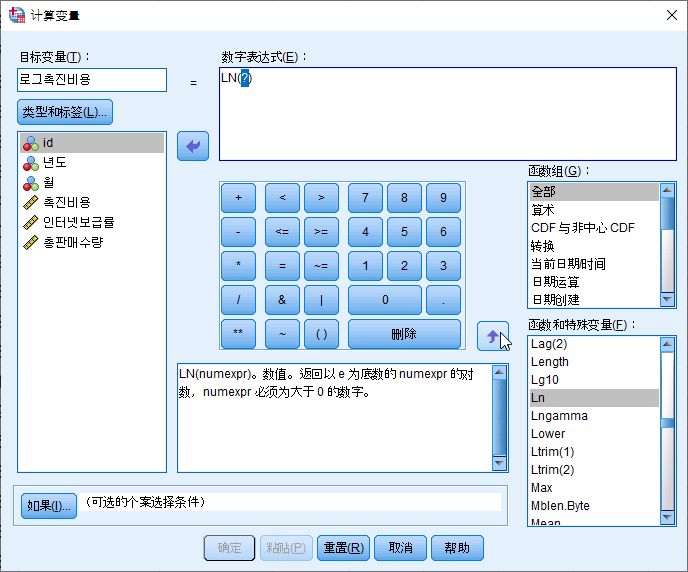 计算变量
目标变量(T)：
로그촉진비용
=
数字表达式(E)：
LN(?)
类型和标签(L)...
id
년도
월
촉진비용
인터넷보급률
총판매수량
+ < > 7 8 9
- <= >= 4 5 6
* = ~= 1 2 3
/ & | 0 .
** ~ ( ) 删除
函数组(G)：
全部
算术
CDF 与非中心 CDF
转换
当前日期/时间
日期运算
日期创建
函数和特殊变量(F)：
Lag(2)
Length
Lg10
Ln
Lngamma
Lower
Ltrim(1)
Ltrim(2)
Max
Mblen.Byte
Mean
LN(numexpr)。数值。返回以 e 为底数的 numexpr 的对
数，numexpr 必须为大于 0 的数字。
如果(I)...
（可选的个案选择条件）
确定 粘贴(P) 重置(R) 取消 帮助